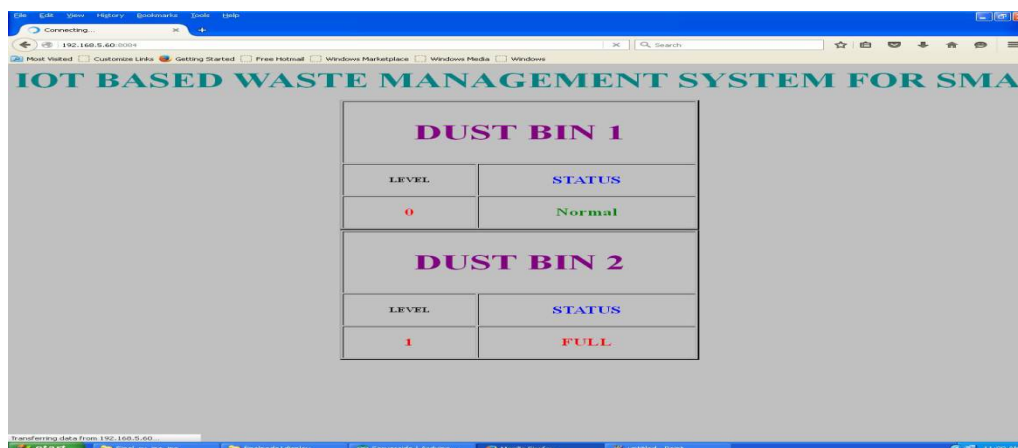 File Edit View History Bookmarks Tools Help
Connecting...
192.168.5.60:8084
Search
Most Visited Customize Links Getting Started Free Hotmail Windows Marketplace Windows Media Windows
IOT BASED WASTE MANAGEMENT SYSTEM FOR SMA
DUST BIN 1
LEVEL STATUS
0 Normal
DUST BIN 2
LEVEL STATUS
1 FULL
Transferring data from 192.168.5.60...